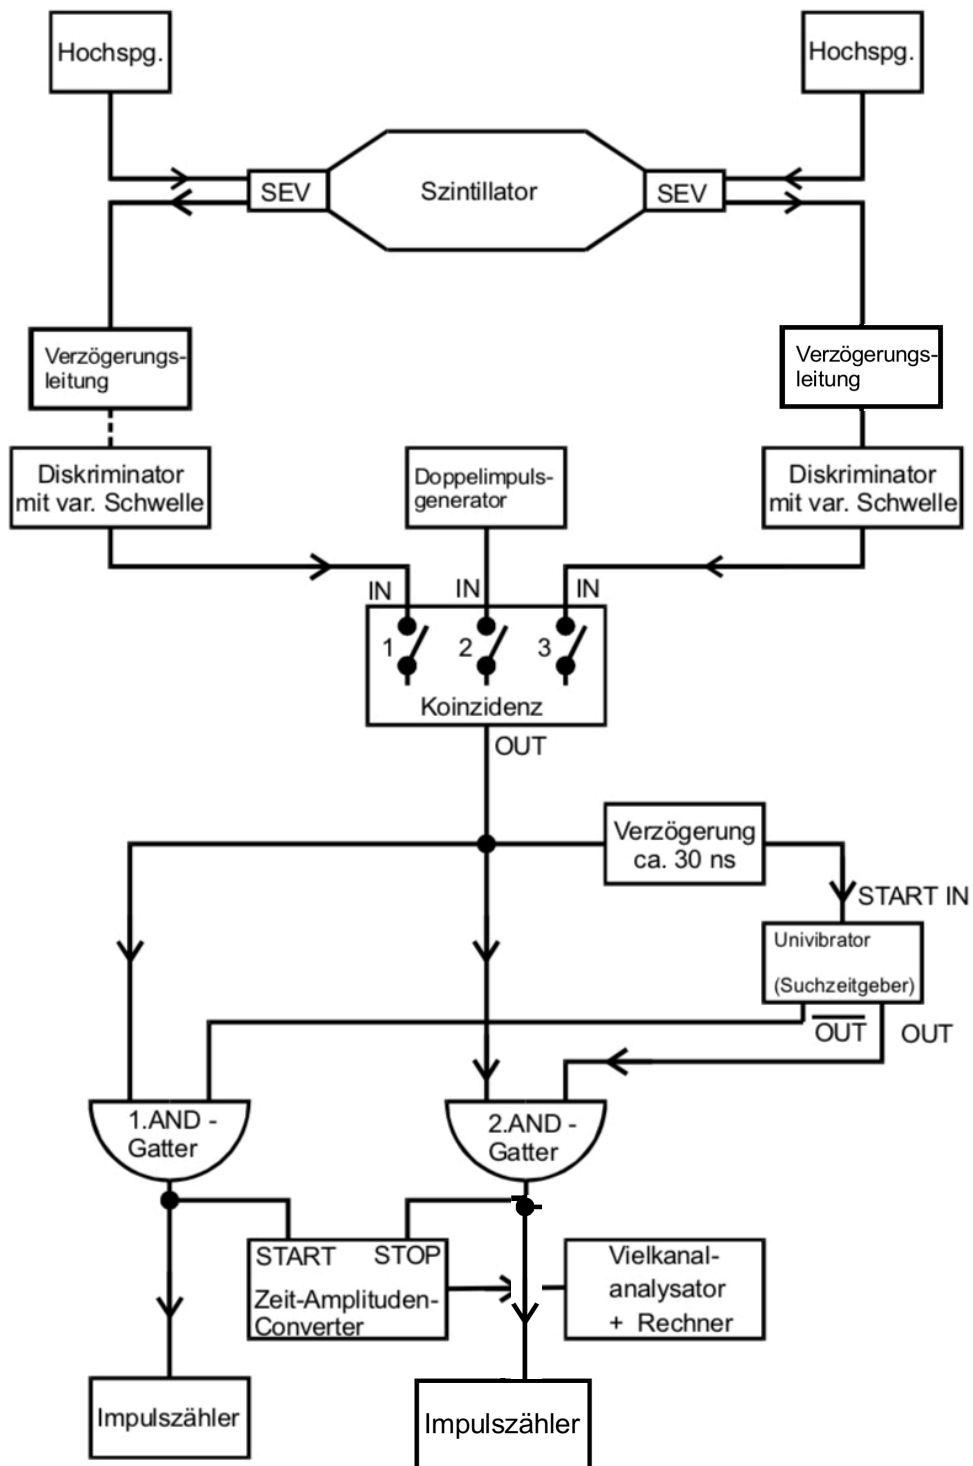 Hochspg.
Hochspg.
SEV
Szintillator
SEV
Verzögerungs-
leitung
Verzögerungs-
leitung
Diskriminator
mit var. Schwelle
Doppelimpuls-
generator
Diskriminator
mit var. Schwelle
IN
IN
IN
1
2
3
Koinzidenz
OUT
Verzögerung
ca. 30 ns
START IN
Univibrator
(Suchzeitgeber)
OUT
OUT
1.AND -
Gatter
2.AND -
Gatter
START
STOP
Zeit-Amplituden-
Converter
Vielkanal-
analysator
+ Rechner
Impulszähler
Impulszähler